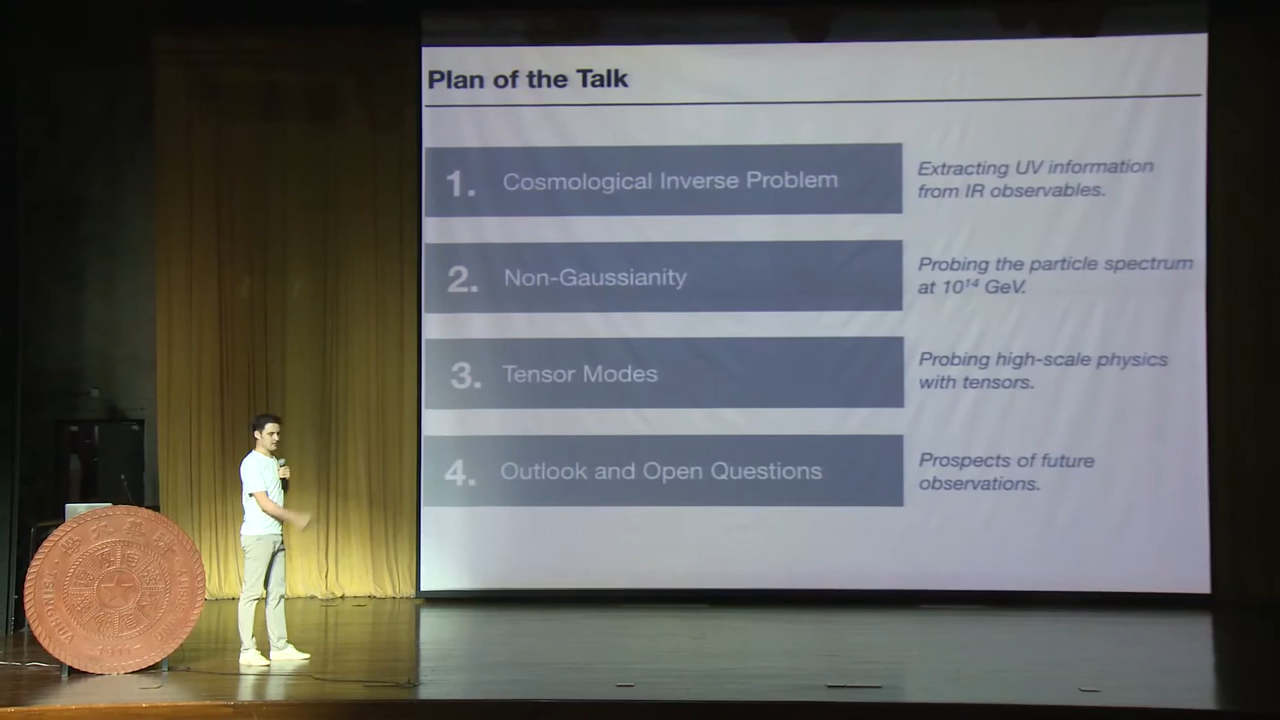 Plan of the Talk
1. Cosmological Inverse Problem
Extracting UV information
from IR observables.
2. Non-Gaussianity
Probing the particle spectrum
at 10¹⁴ GeV.
3. Tensor Modes
Probing high-scale physics
with tensors.
4. Outlook and Open Questions
Prospects of future
observations.
1911